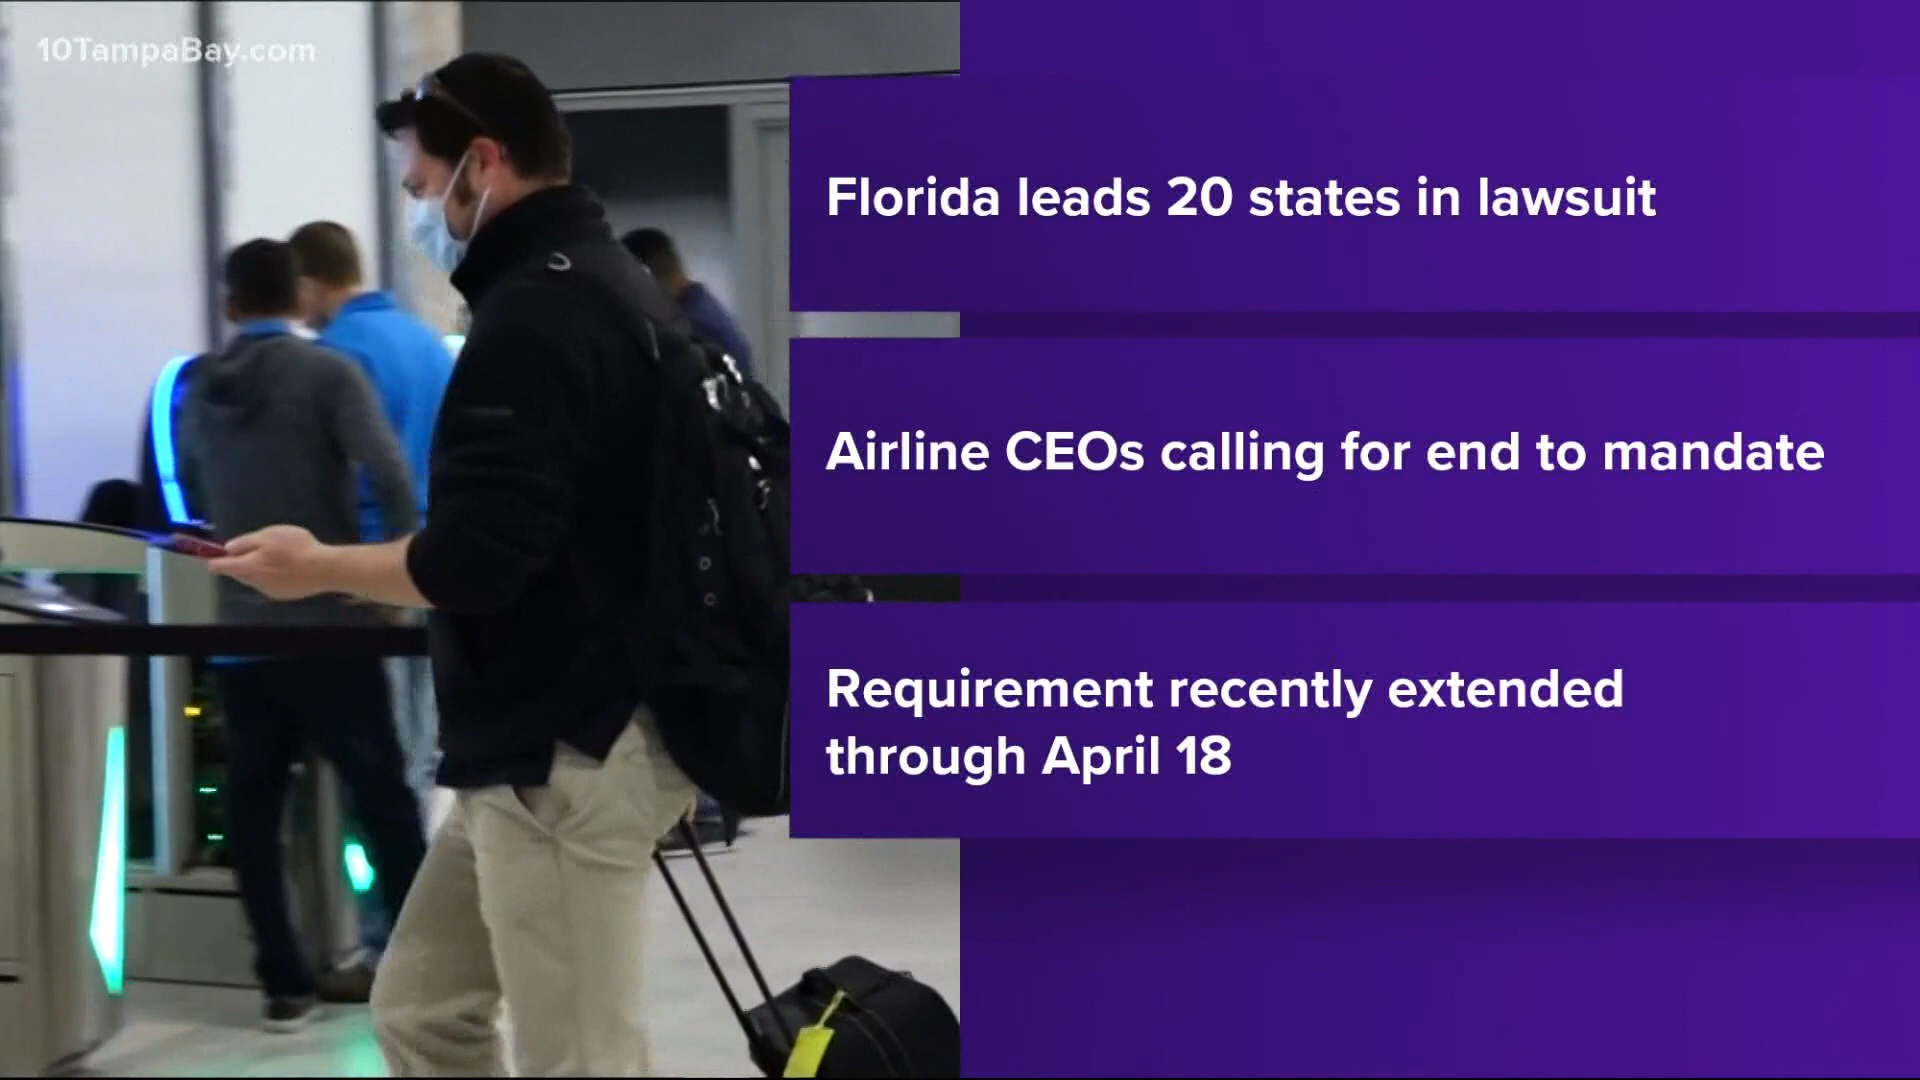 10TampaBay.com
Florida leads 20 states in lawsuit
Airline CEOs calling for end to mandate
Requirement recently extended
through April 18